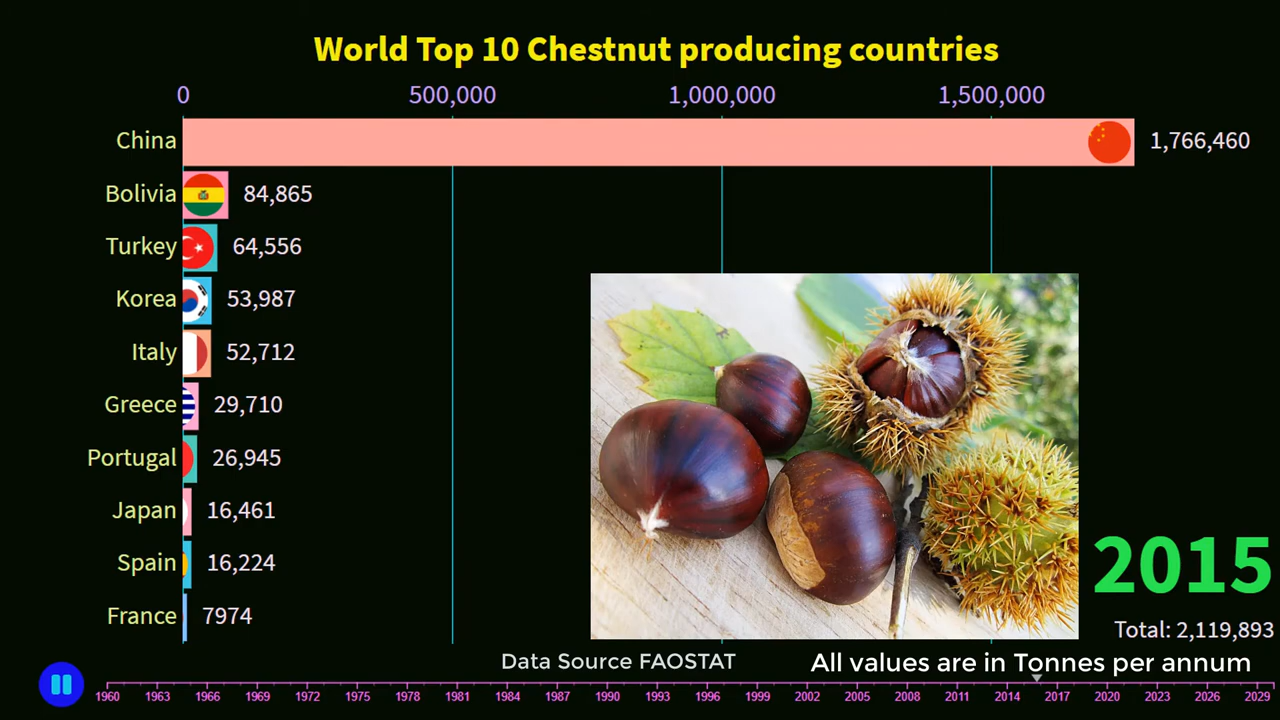 World Top 10 Chestnut producing countries
0 500,000 1,000,000 1,500,000
China 1,766,460
Bolivia 84,865
Turkey 64,556
Korea 53,987
Italy 52,712
Greece 29,710
Portugal 26,945
Japan 16,461
Spain 16,224
France 7974
2015
Total: 2,119,893
Data Source FAOSTAT All values are in Tonnes per annum
1960 1963 1966 1969 1972 1975 1978 1981 1984 1987 1990 1993 1996 1999 2002 2005 2008 2011 2014 2017 2020 2023 2026 2029